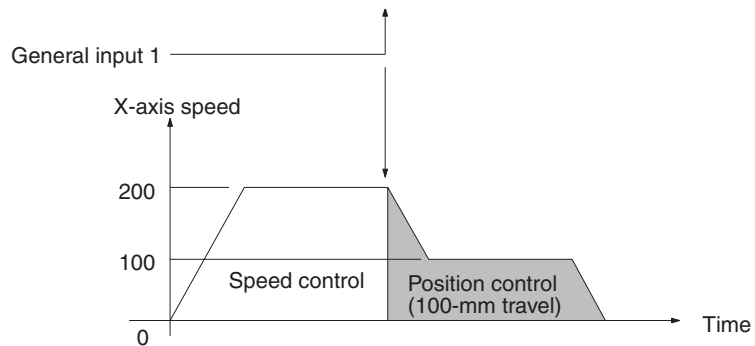 General input 1
X-axis speed
200
100
Speed control
Position control
(100-mm travel)
Time
0